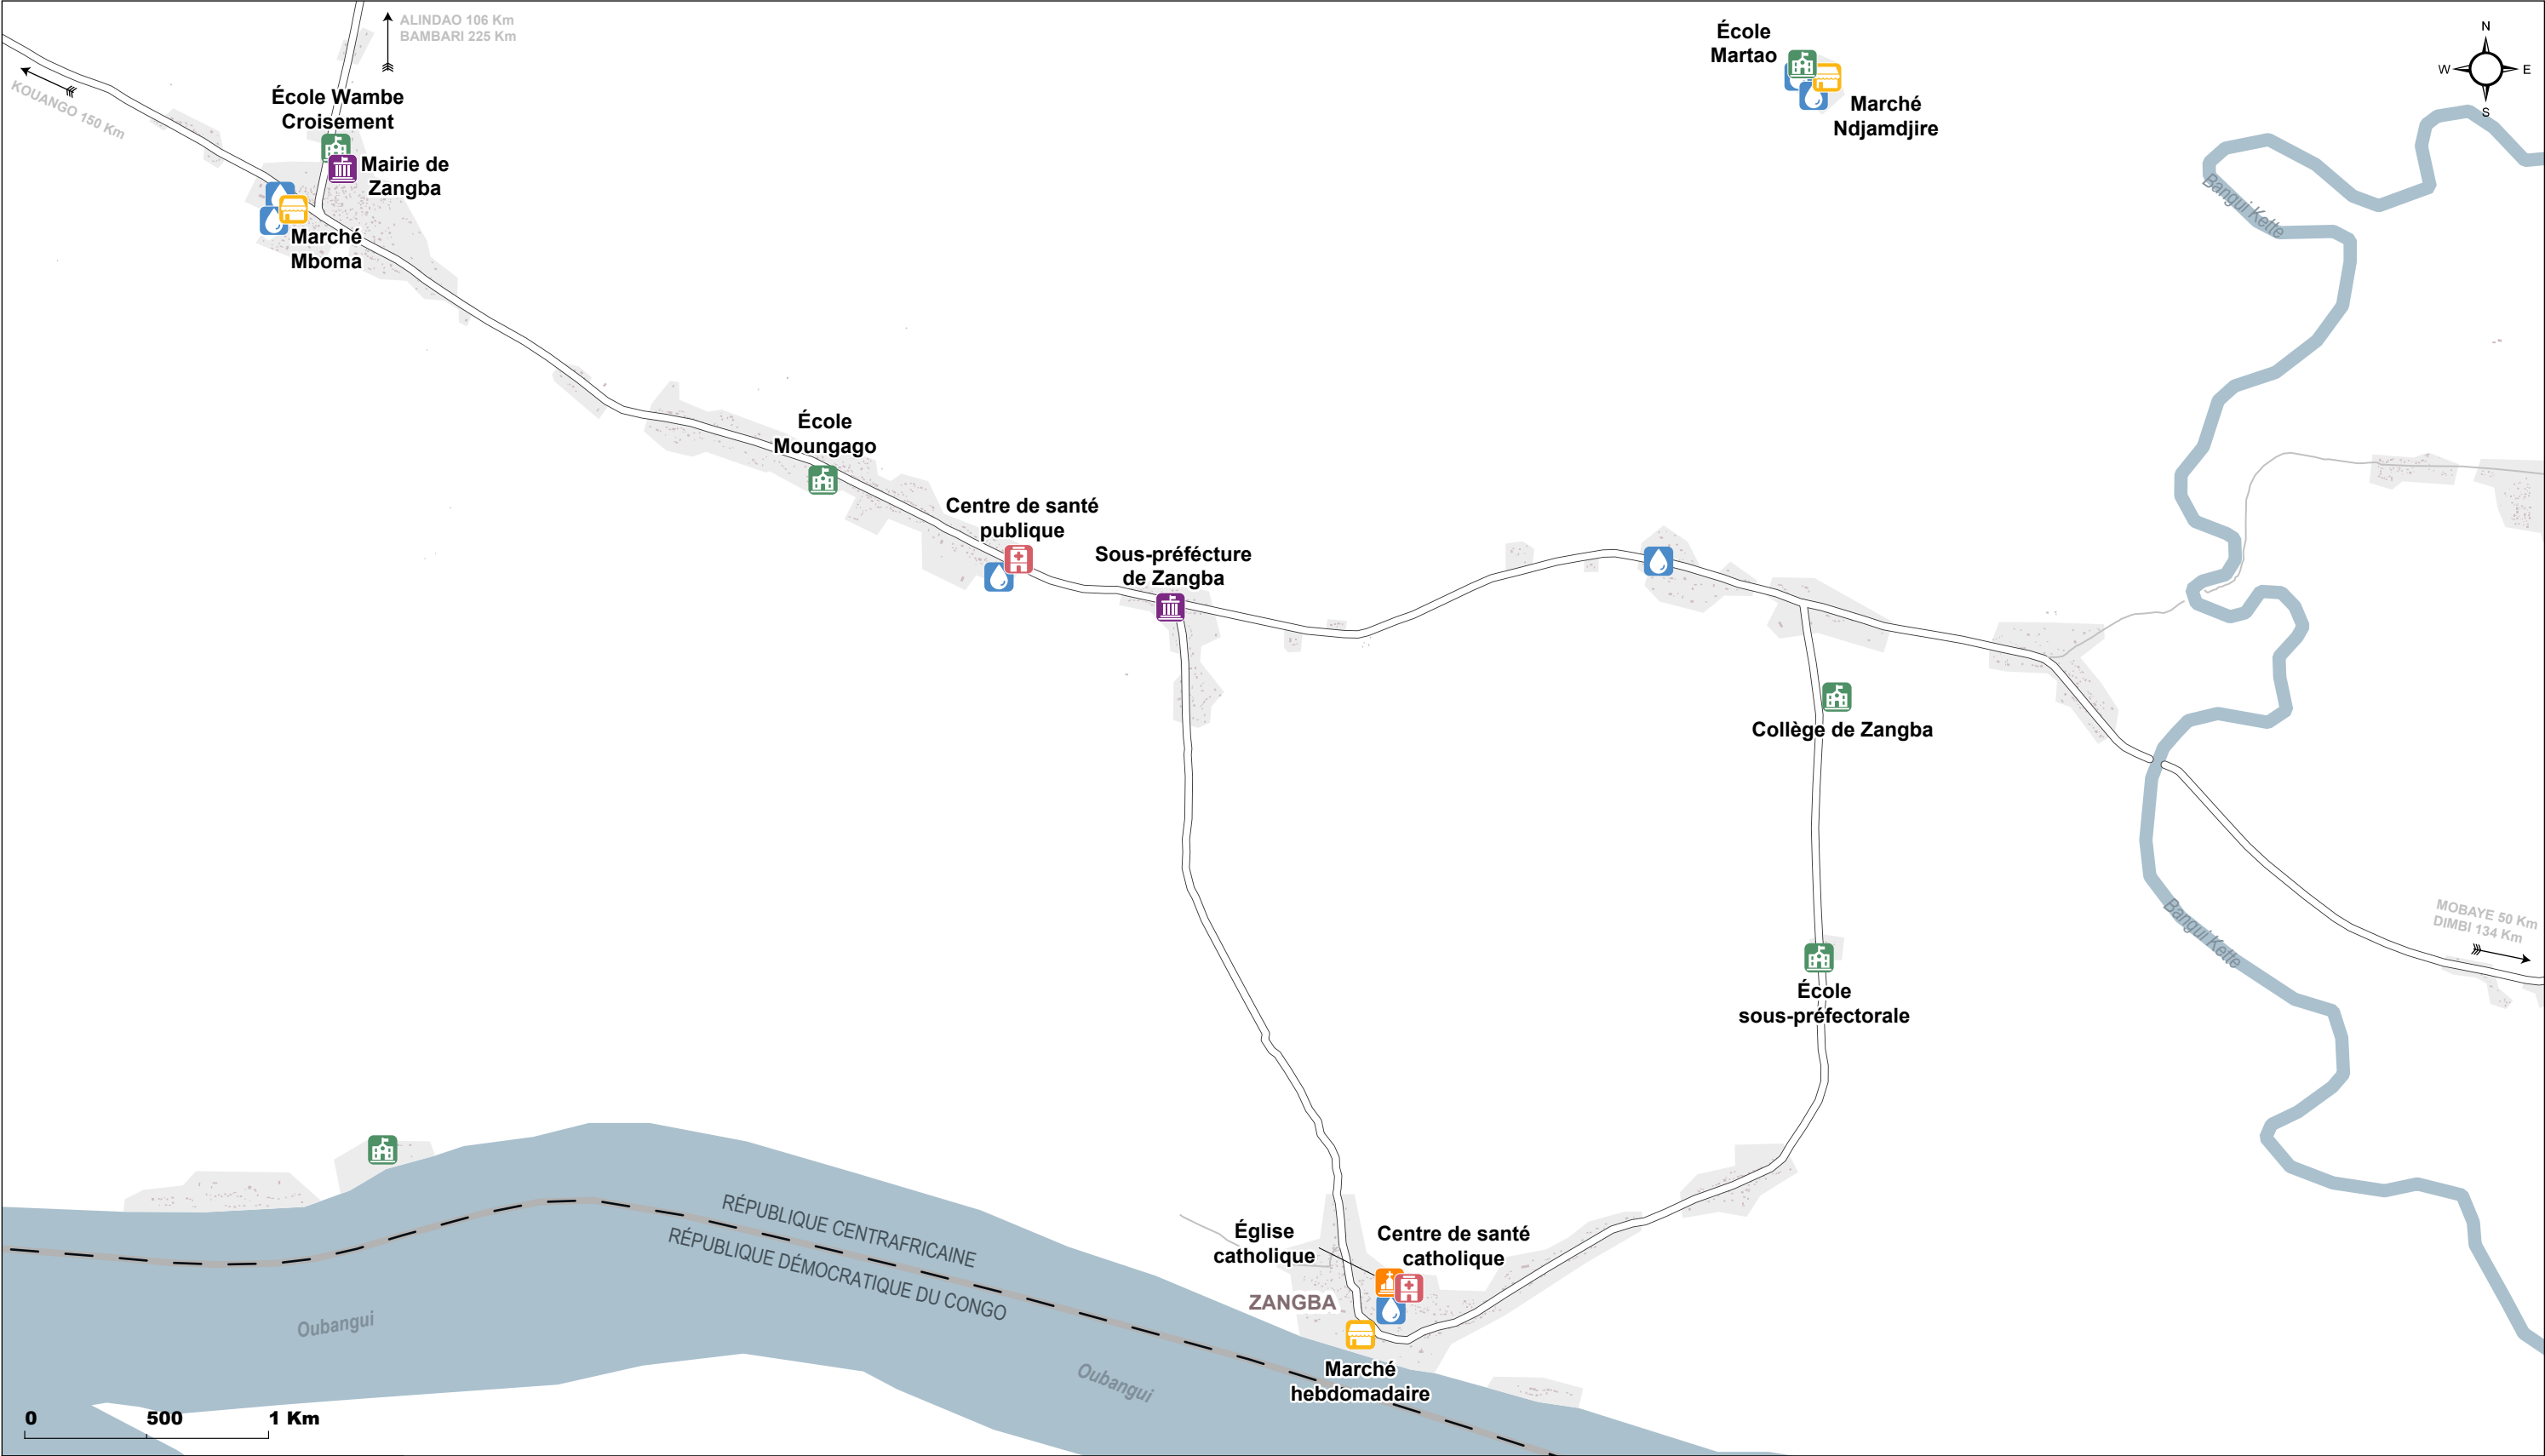 ALINDAO 106 Km
BAMBARI 225 Km
KOUANGO 150 Km
École Wambe
Croisement
Mairie de
Zangba
Marché
Mboma
École
Martao
Marché
Ndjamdjire
N
W
E
S
Bangui Kette
École
Moungago
Centre de santé
publique
Sous-préfécture
de Zangba
Collège de Zangba
MOBAYE 50 Km
DIMBI 134 Km
Bangui Kette
École
sous-préfectorale
RÉPUBLIQUE CENTRAFRICAINE
RÉPUBLIQUE DÉMOCRATIQUE DU CONGO
Église
catholique
Centre de santé
catholique
ZANGBA
Oubangui
Oubangui
Marché
hebdomadaire
0 500 1 Km